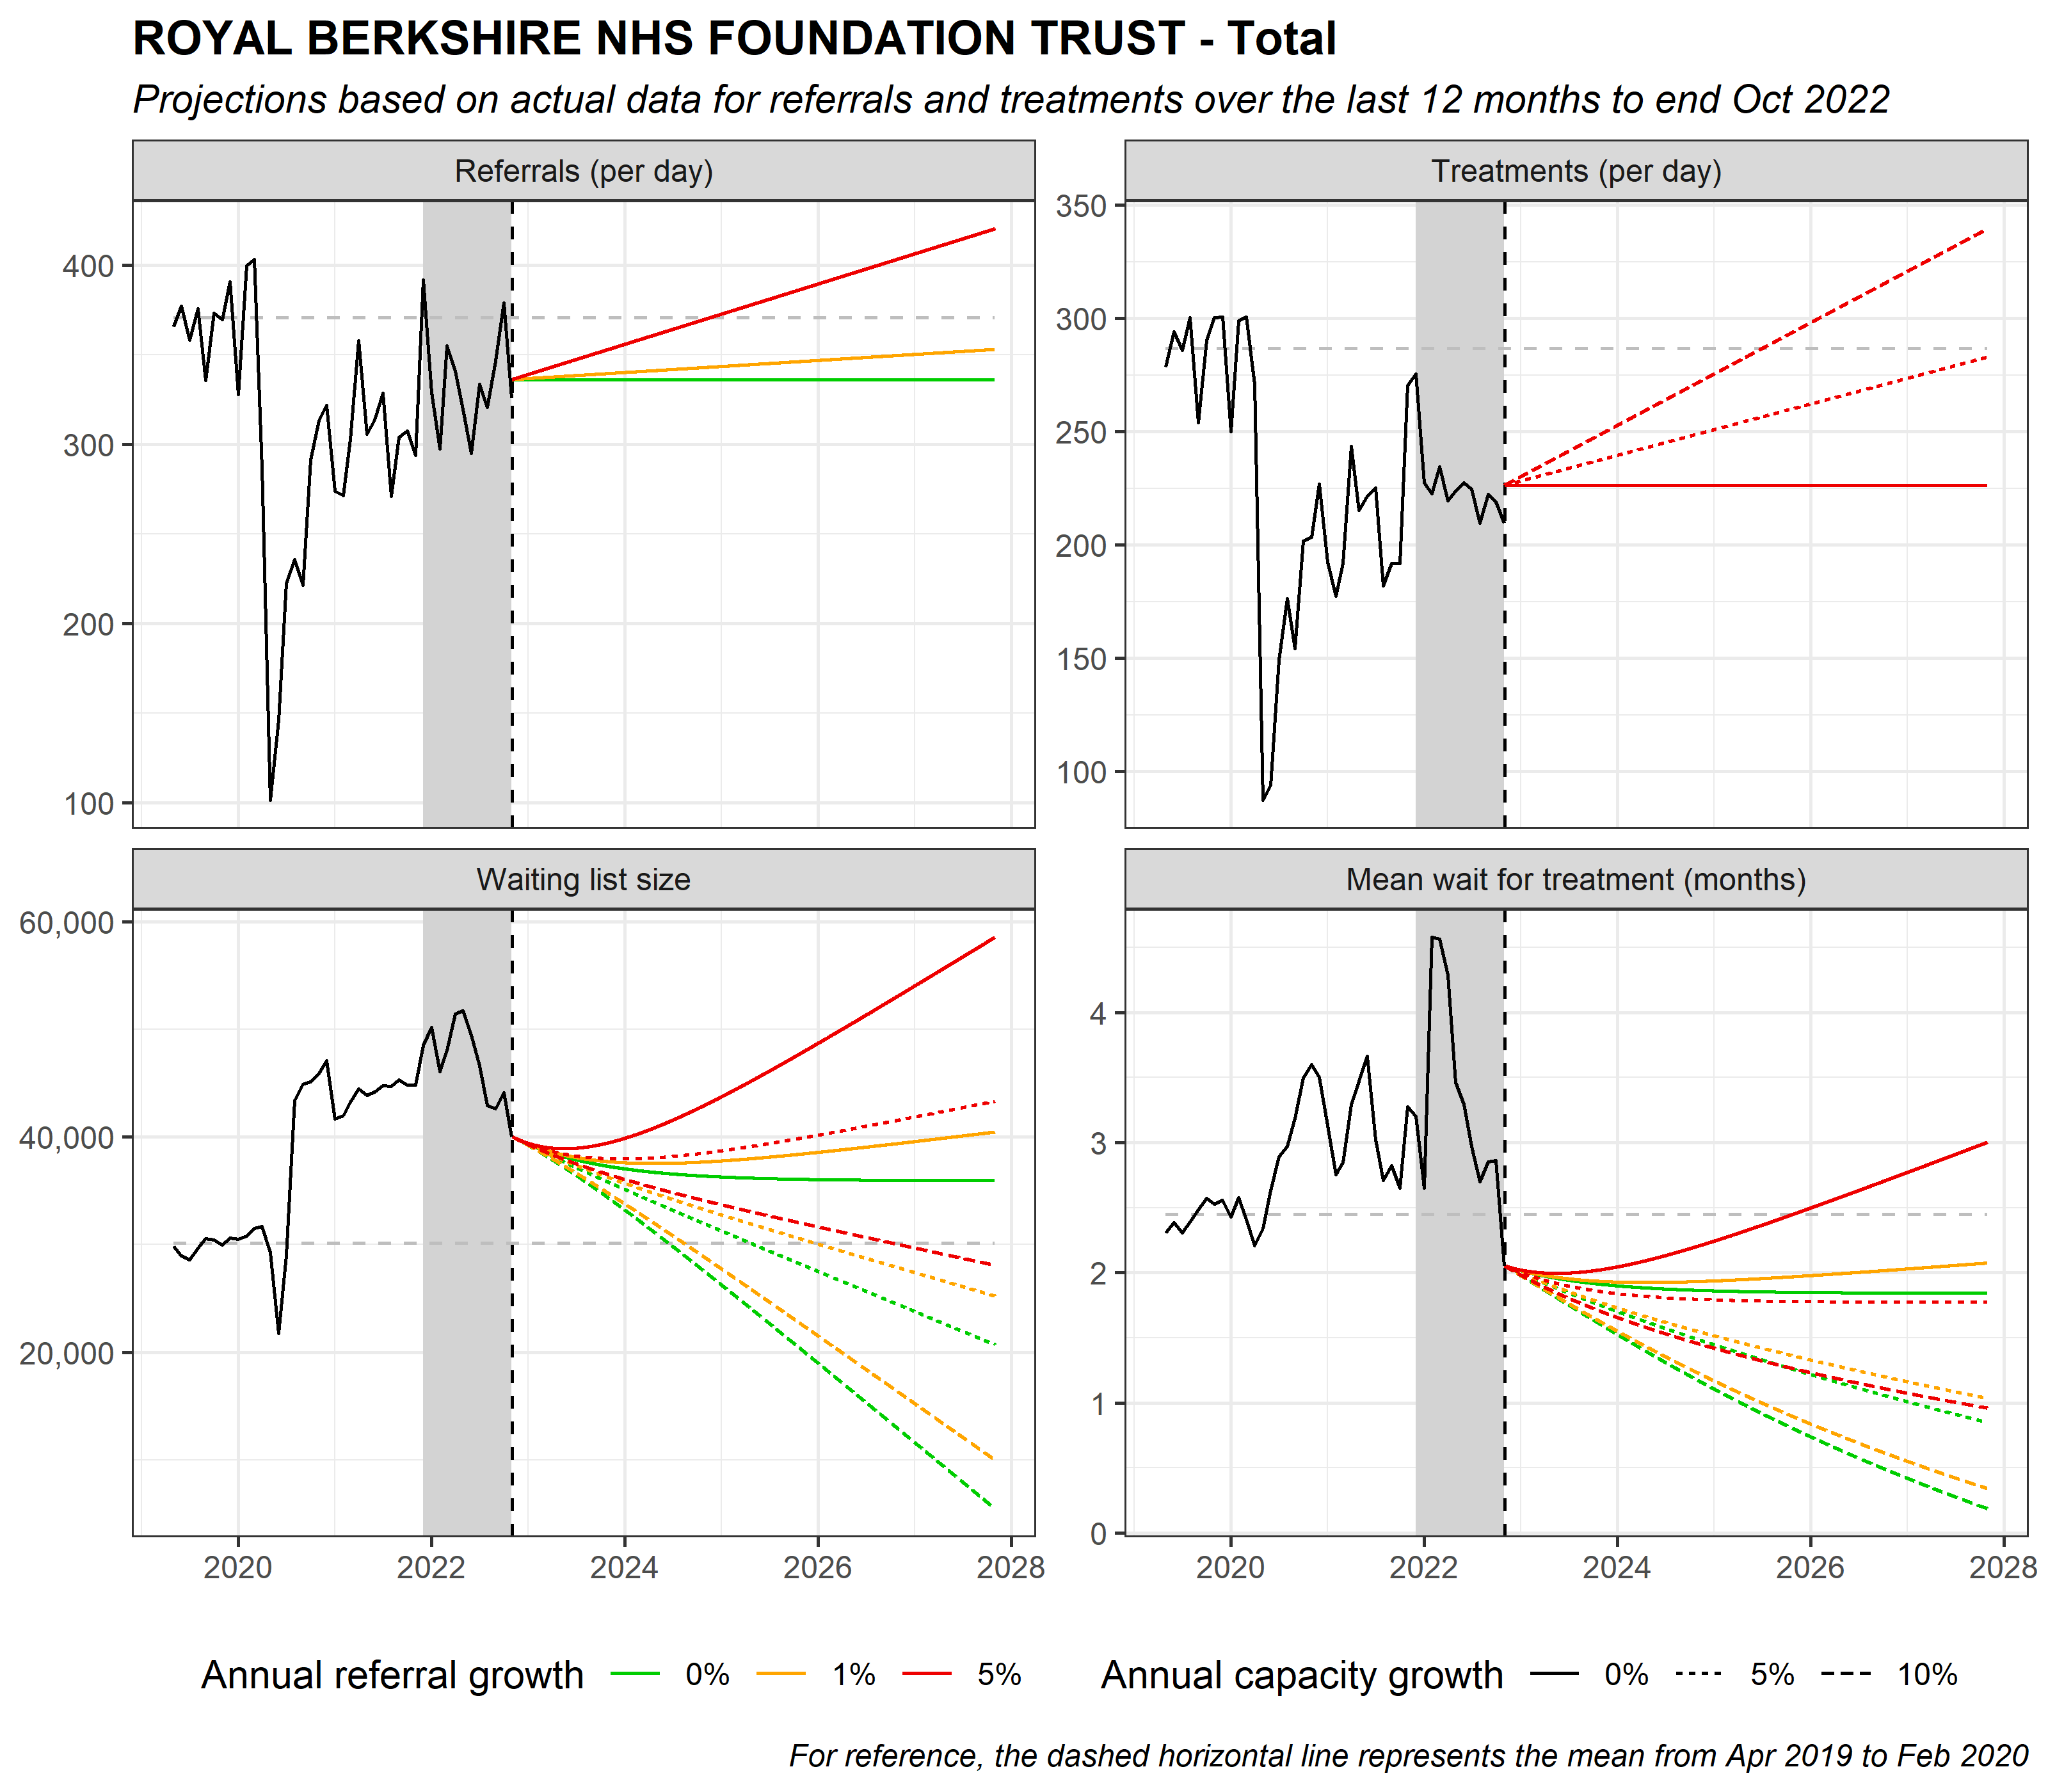 ROYAL BERKSHIRE NHS FOUNDATION TRUST - Total
Projections based on actual data for referrals and treatments over the last 12 months to end Oct 2022
Referrals (per day)
400
300
200
100
Treatments (per day)
350
300
250
200
150
100
Waiting list size
60,000
40,000
20,000
2020 2022 2024 2026 2028
Mean wait for treatment (months)
4
3
2
1
0
2020 2022 2024 2026 2028
Annual referral growth 0% 1% 5%
Annual capacity growth 0% 5% 10%
For reference, the dashed horizontal line represents the mean from Apr 2019 to Feb 2020